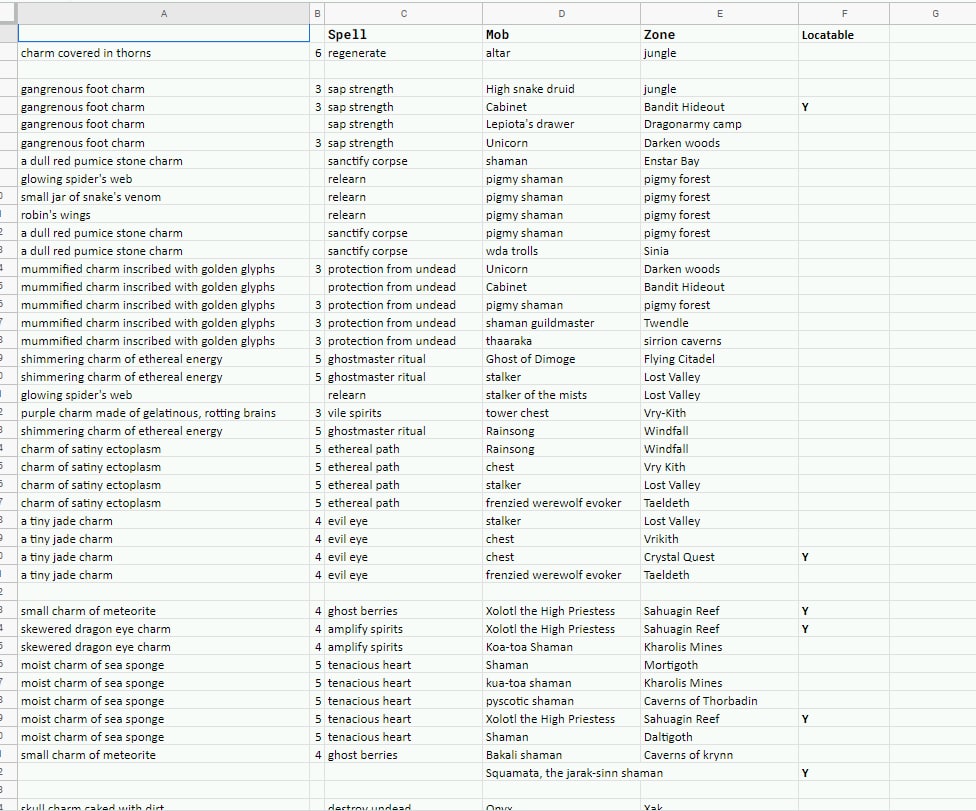 A B C D E F G
Spell Mob Zone Locatable
charm covered in thorns 6 regenerate altar jungle
gangrenous foot charm 3 sap strength High snake druid jungle
gangrenous foot charm 3 sap strength Cabinet Bandit Hideout Y
gangrenous foot charm sap strength Lepiota's drawer Dragonarmy camp
gangrenous foot charm 3 sap strength Unicorn Darken woods
a dull red pumice stone charm sanctify corpse shaman Enstar Bay
glowing spider's web relearn pigmy shaman pigmy forest
small jar of snake's venom relearn pigmy shaman pigmy forest
robin's wings relearn pigmy shaman pigmy forest
a dull red pumice stone charm sanctify corpse pigmy shaman pigmy forest
a dull red pumice stone charm sanctify corpse wda trolls Sinia
mummified charm inscribed with golden glyphs 3 protection from undead Unicorn Darken woods
mummified charm inscribed with golden glyphs protection from undead Cabinet Bandit Hideout
mummified charm inscribed with golden glyphs 3 protection from undead pigmy shaman pigmy forest
mummified charm inscribed with golden glyphs 3 protection from undead shaman guildmaster Twendle
mummified charm inscribed with golden glyphs 3 protection from undead thaaraka sirrion caverns
shimmering charm of ethereal energy 5 ghostmaster ritual Ghost of Dimoge Flying Citadel
shimmering charm of ethereal energy 5 ghostmaster ritual stalker Lost Valley
glowing spider's web relearn stalker of the mists Lost Valley
purple charm made of gelatinous, rotting brains 3 vile spirits tower chest Vry-Kith
shimmering charm of ethereal energy 5 ghostmaster ritual Rainsong Windfall
charm of satiny ectoplasm 5 ethereal path Rainsong Windfall
charm of satiny ectoplasm 5 ethereal path chest Vry Kith
charm of satiny ectoplasm 5 ethereal path stalker Lost Valley
charm of satiny ectoplasm 5 ethereal path frenzied werewolf evoker Taeldeth
a tiny jade charm 4 evil eye stalker Lost Valley
a tiny jade charm 4 evil eye chest Vrikith
a tiny jade charm 4 evil eye chest Crystal Quest Y
a tiny jade charm 4 evil eye frenzied werewolf evoker Taeldeth
small charm of meteorite 4 ghost berries Xolotl the High Priestess Sahuagin Reef Y
skewered dragon eye charm 4 amplify spirits Xolotl the High Priestess Sahuagin Reef Y
skewered dragon eye charm 4 amplify spirits Koa-toa Shaman Kharolis Mines
moist charm of sea sponge 5 tenacious heart Shaman Mortigoth
moist charm of sea sponge 5 tenacious heart kua-toa shaman Kharolis Mines
moist charm of sea sponge 5 tenacious heart pyscotic shaman Caverns of Thorbadin
moist charm of sea sponge 5 tenacious heart Xolotl the High Priestess Sahuagin Reef Y
moist charm of sea sponge 5 tenacious heart Shaman Daltigoth
small charm of meteorite 4 ghost berries Bakali shaman Caverns of krynn
Squamata, the jarak-sinn shaman Y
skull charm caked with dirt destroy undead Onyx Xak